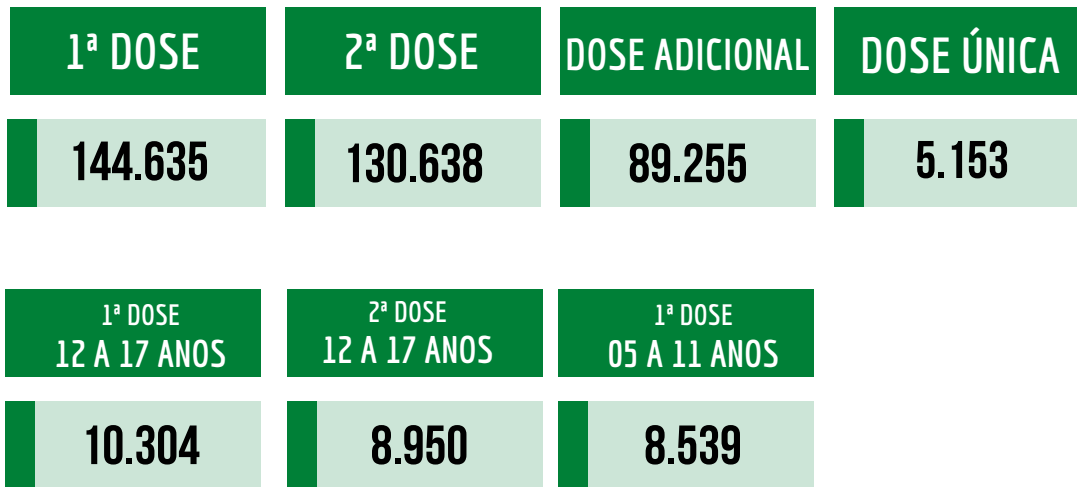 1ª DOSE
2ª DOSE
DOSE ADICIONAL
DOSE ÚNICA
144.635
130.638
89.255
5.153
1ª DOSE
12 A 17 ANOS
2ª DOSE
12 A 17 ANOS
1ª DOSE
05 A 11 ANOS
10.304
8.950
8.539